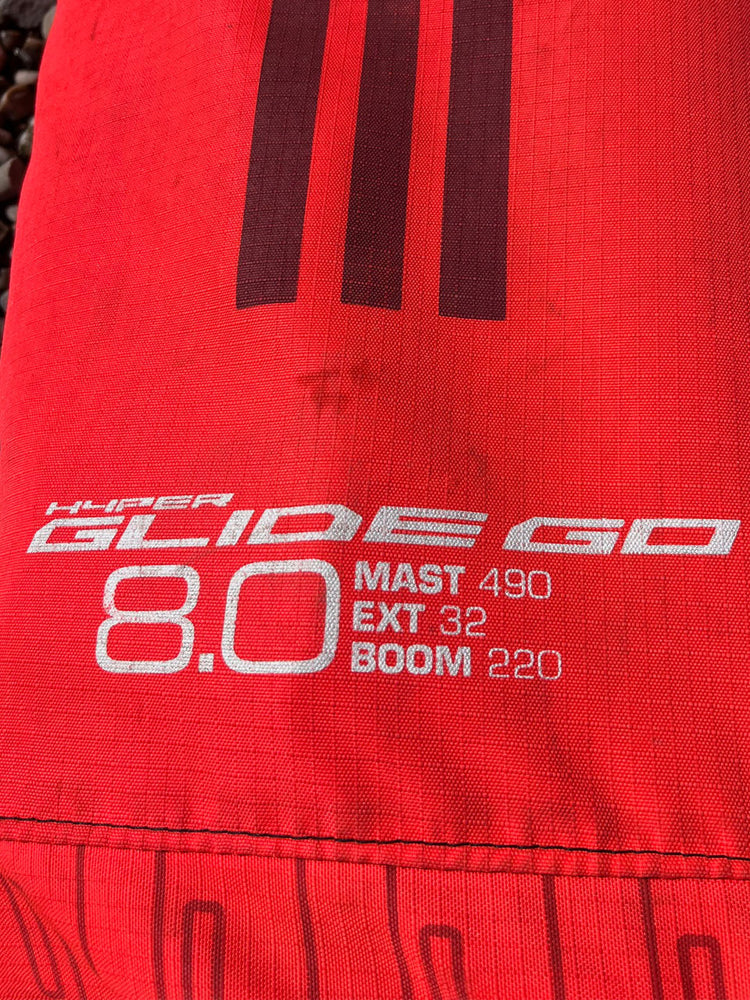 HYPER
GLIDE GO
8.0
MAST 490
EXT 32
BOOM 220